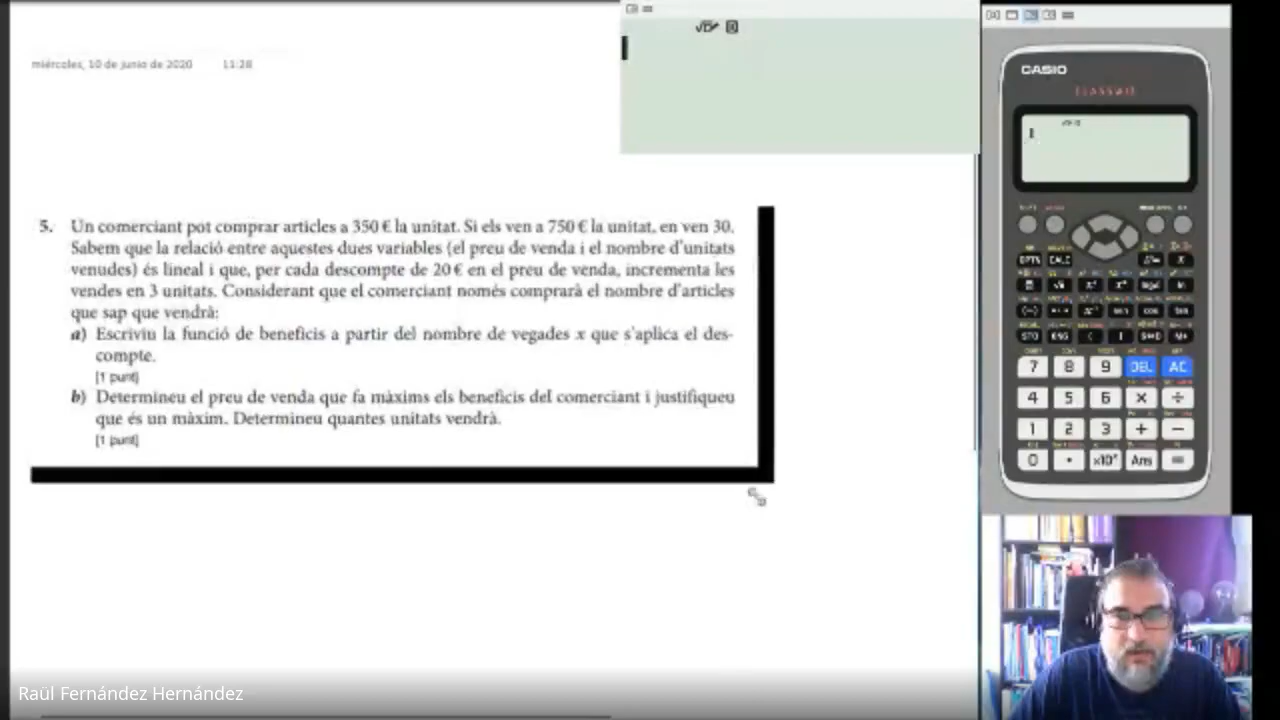 miércoles, 10 de junio de 2020 11:28
5. Un comerciant pot comprar articles a 350 € la unitat. Si els ven a 750 € la unitat, en ven 30.
Sabem que la relació entre aquestes dues variables (el preu de venda i el nombre d'unitats
venudes) és lineal i que, per cada descompte de 20 € en el preu de venda, incrementa les
vendes en 3 unitats. Considerant que el comerciant només comprarà el nombre d'articles
que sap que vendrà:
a) Escriviu la funció de beneficis a partir del nombre de vegades x que s'aplica el des-
compte.
[1 punt]
b) Determineu el preu de venda que fa màxims els beneficis del comerciant i justifiqueu
que és un màxim. Determineu quantes unitats vendrà.
[1 punt]
CASIO
CLASSWIZ
OPTN CALC x
STO ENG S⇔D M+
7 8 9 DEL AC
4 5 6 × ÷
1 2 3 + −
0 • x10ˣ Ans =
Raül Fernández Hernández